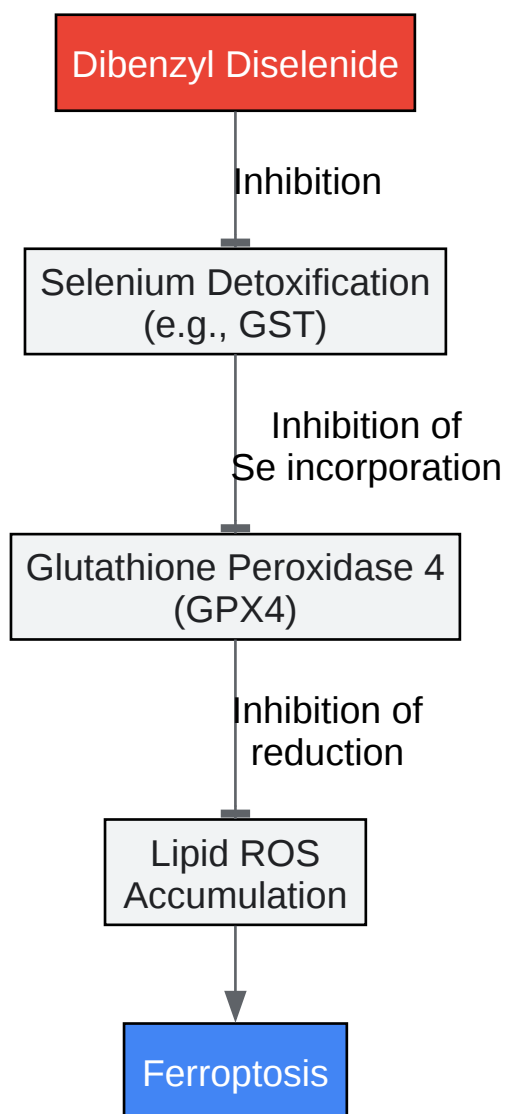 Dibenzyl Diselenide
Inhibition
Selenium Detoxification
(e.g., GST)
Inhibition of
Se incorporation
Glutathione Peroxidase 4
(GPX4)
Inhibition of
reduction
Lipid ROS
Accumulation
Ferroptosis